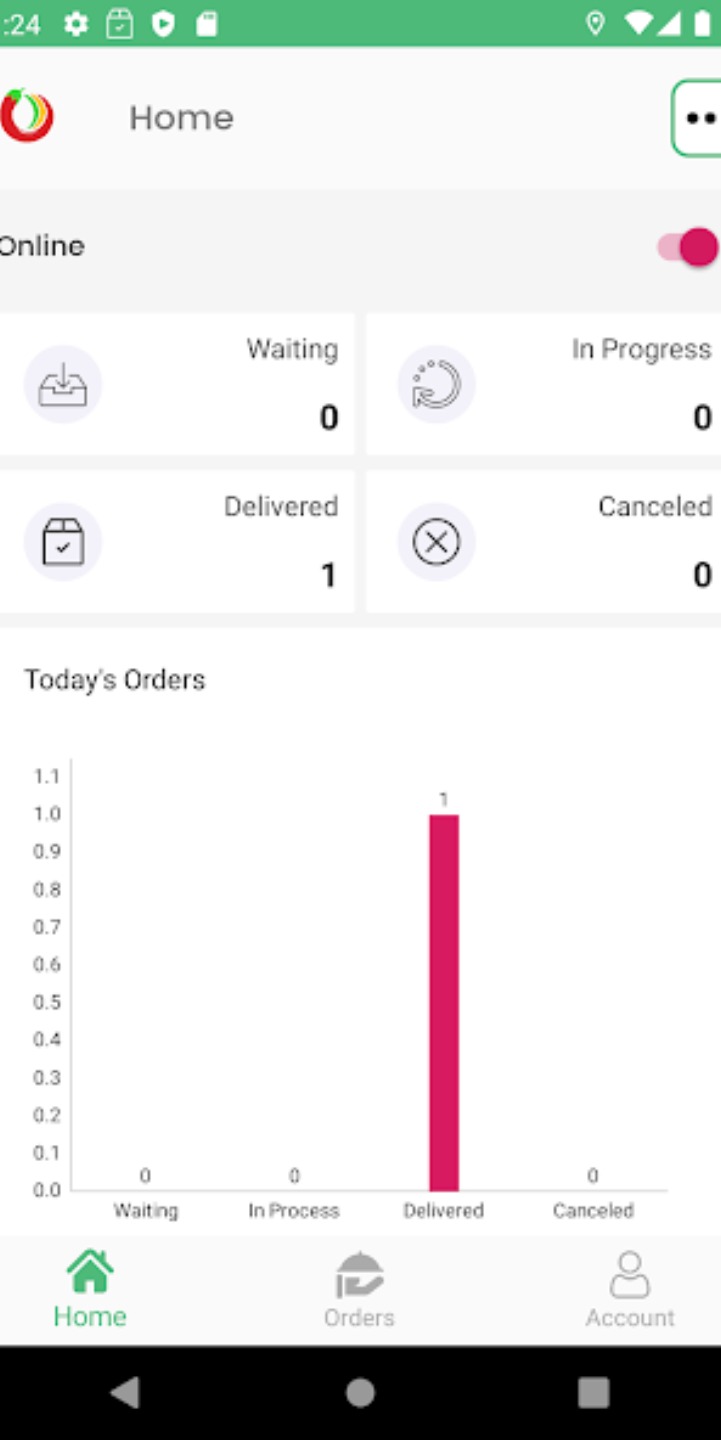 :24
Home
Online
Waiting
0
In Progress
0
Delivered
1
Canceled
0
Today's Orders
1.1
1.0
0.9
0.8
0.7
0.6
0.5
0.4
0.3
0.2
0.1
0.0
0
0
1
0
Waiting
In Process
Delivered
Canceled
Home
Orders
Account